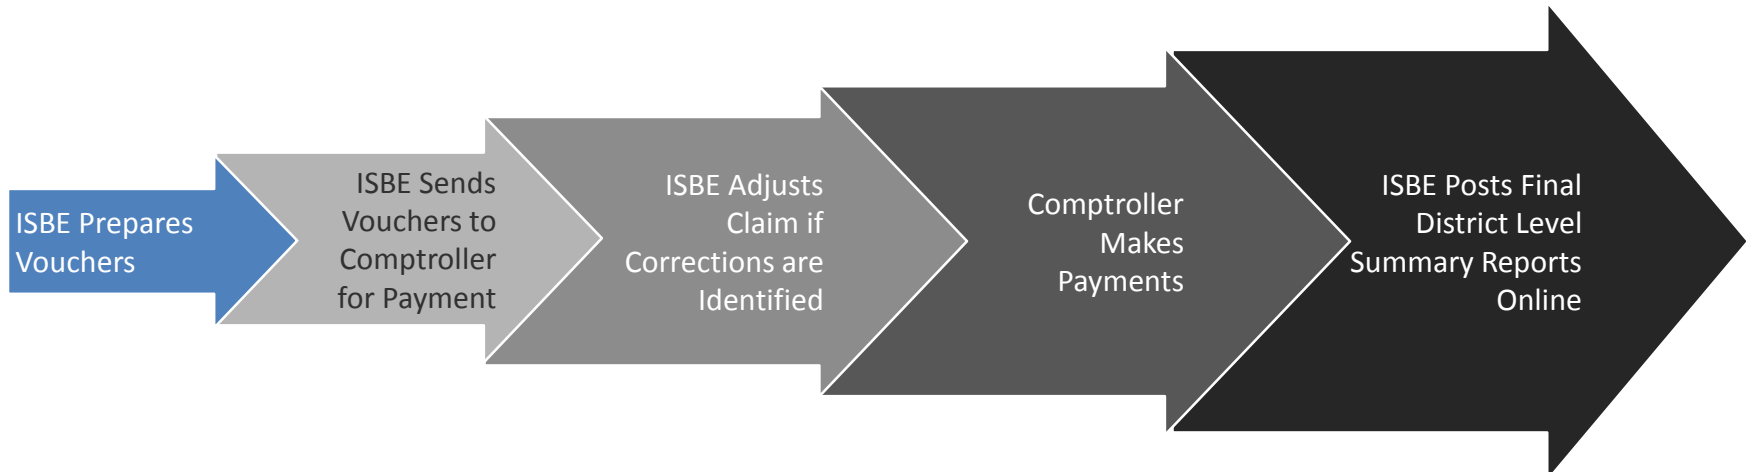 ISBE Prepares
Vouchers
ISBE Sends
Vouchers to
Comptroller
for Payment
ISBE Adjusts
Claim if
Corrections are
Identified
Comptroller
Makes
Payments
ISBE Posts Final
District Level
Summary Reports
Online